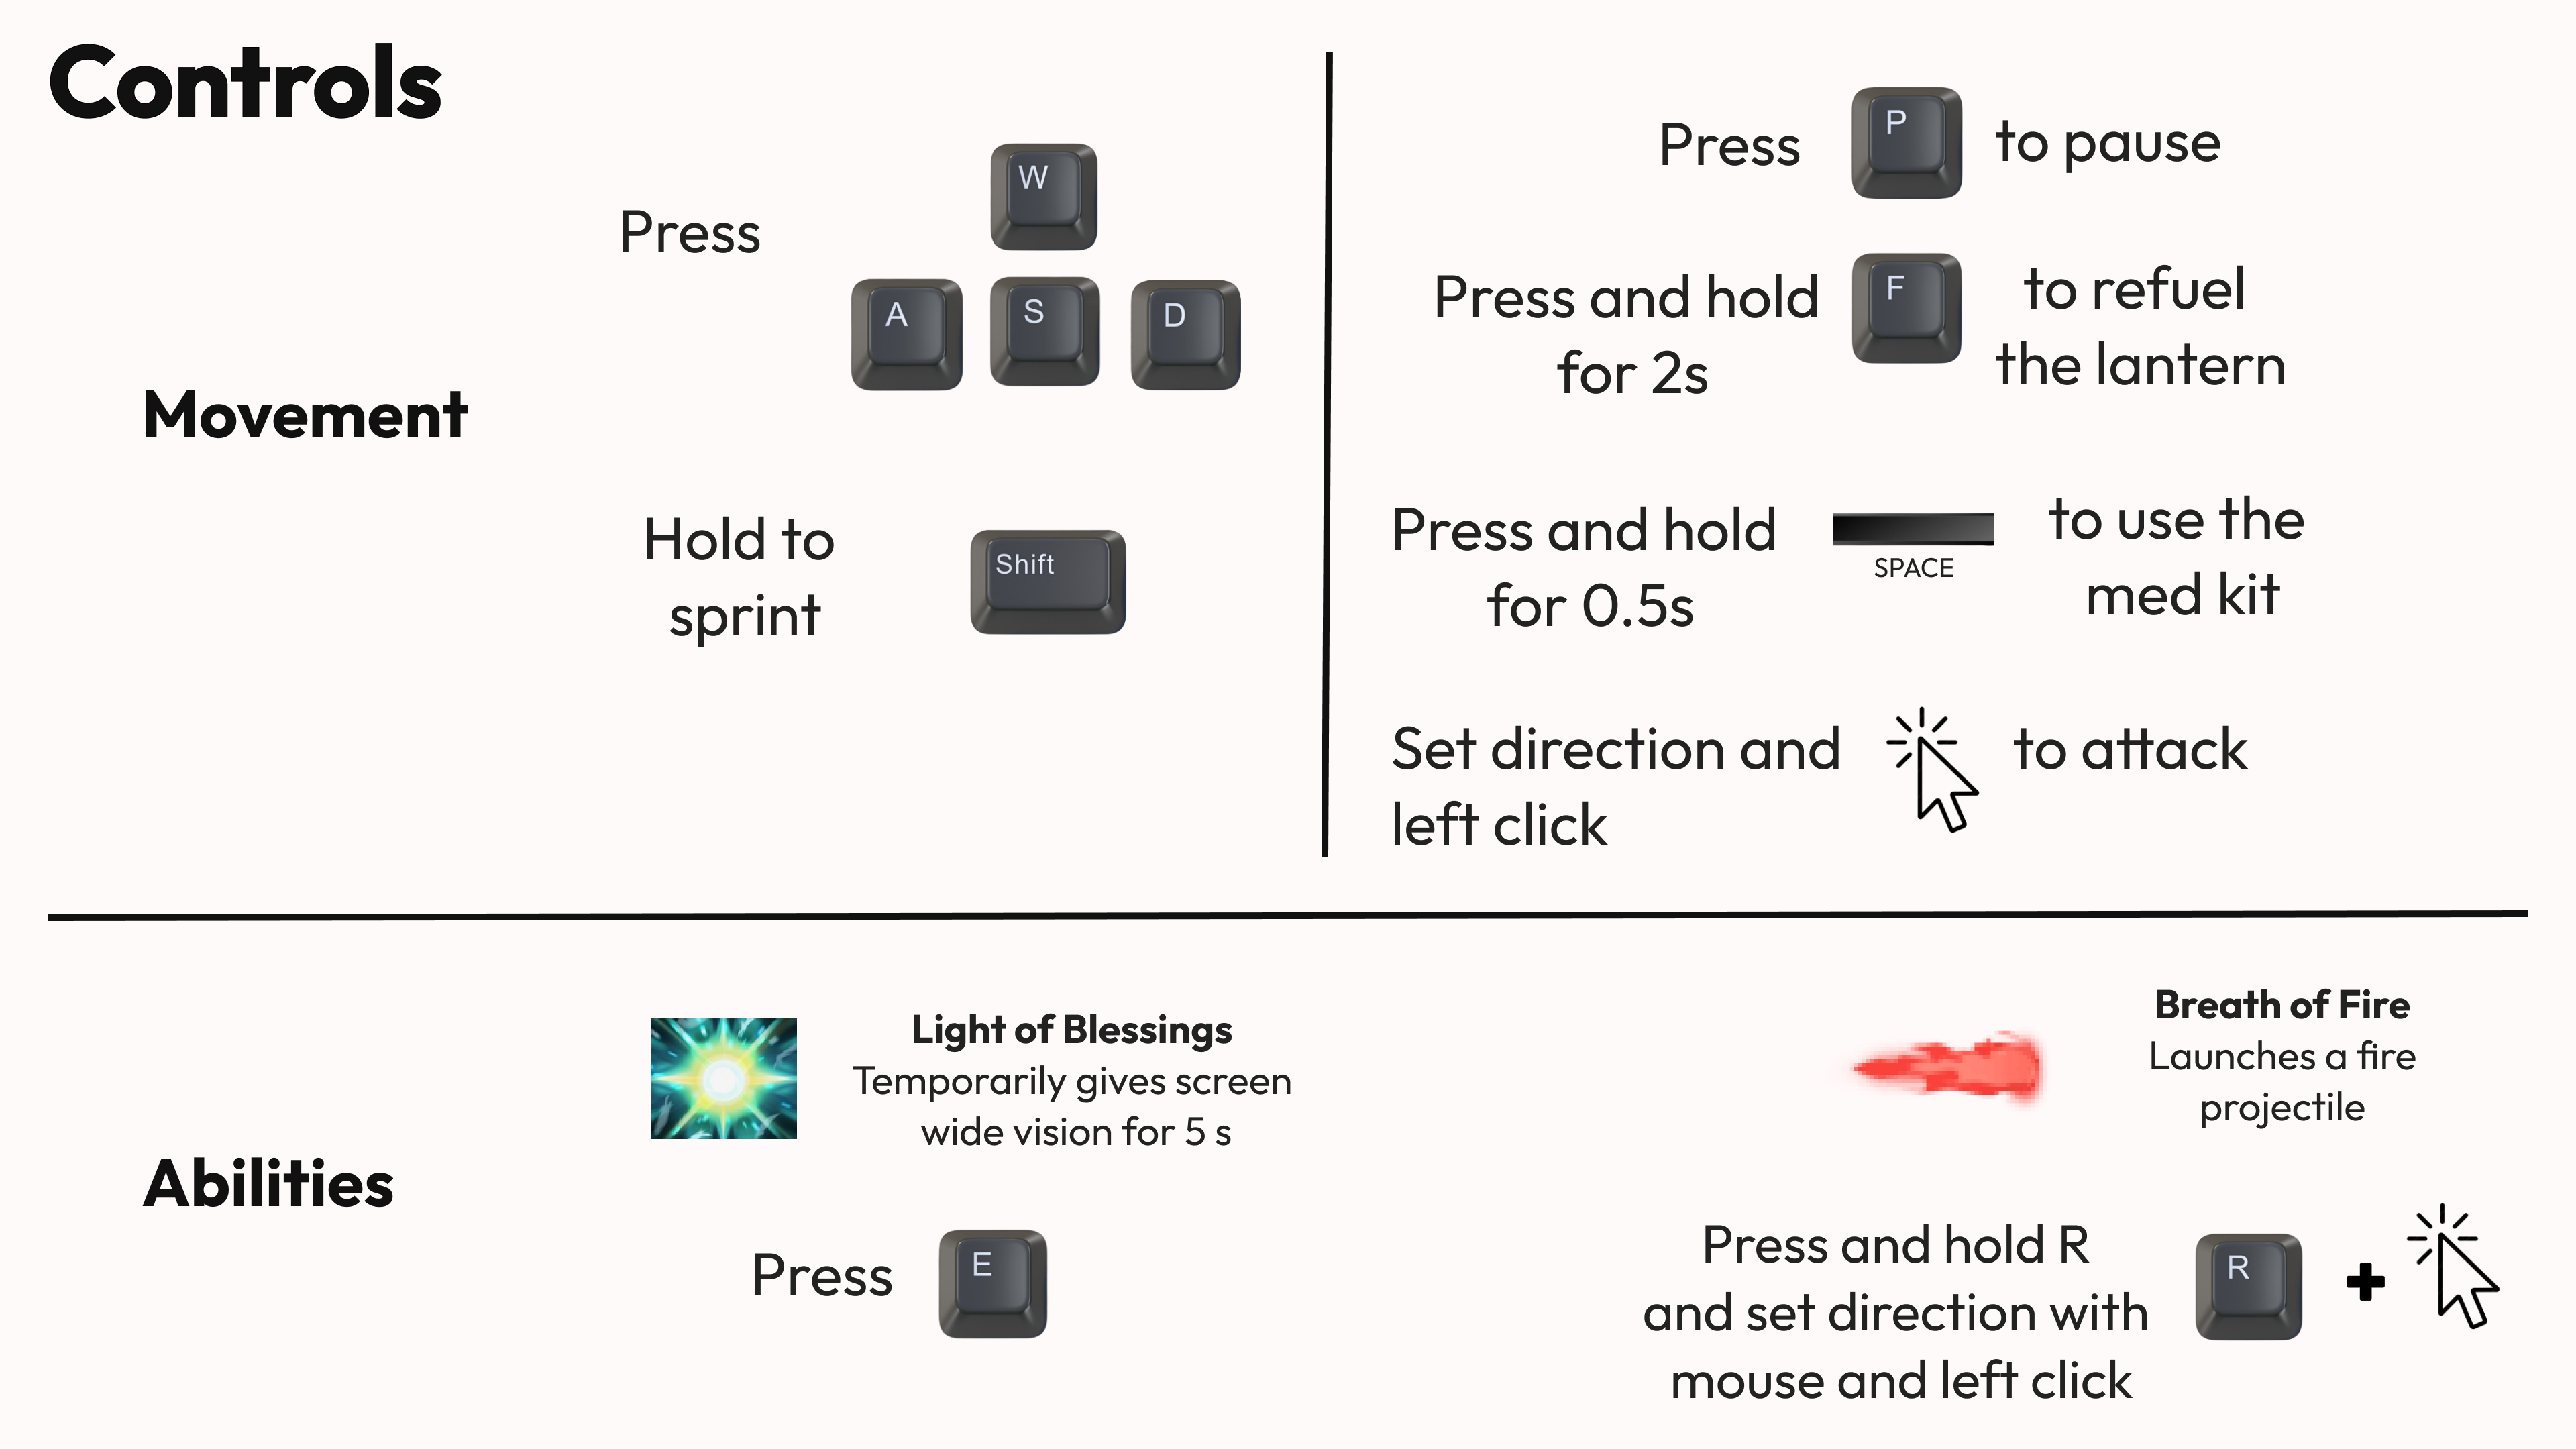 Controls
Movement
Press
W
A S D
Hold to
sprint
Shift
Press P to pause
Press and hold F to refuel
for 2s the lantern
Press and hold to use the
SPACE
for 0.5s med kit
Set direction and to attack
left click
Abilities
Light of Blessings
Temporarily gives screen
wide vision for 5 s
Press E
Breath of Fire
Launches a fire
projectile
Press and hold R
and set direction with
mouse and left click
R +